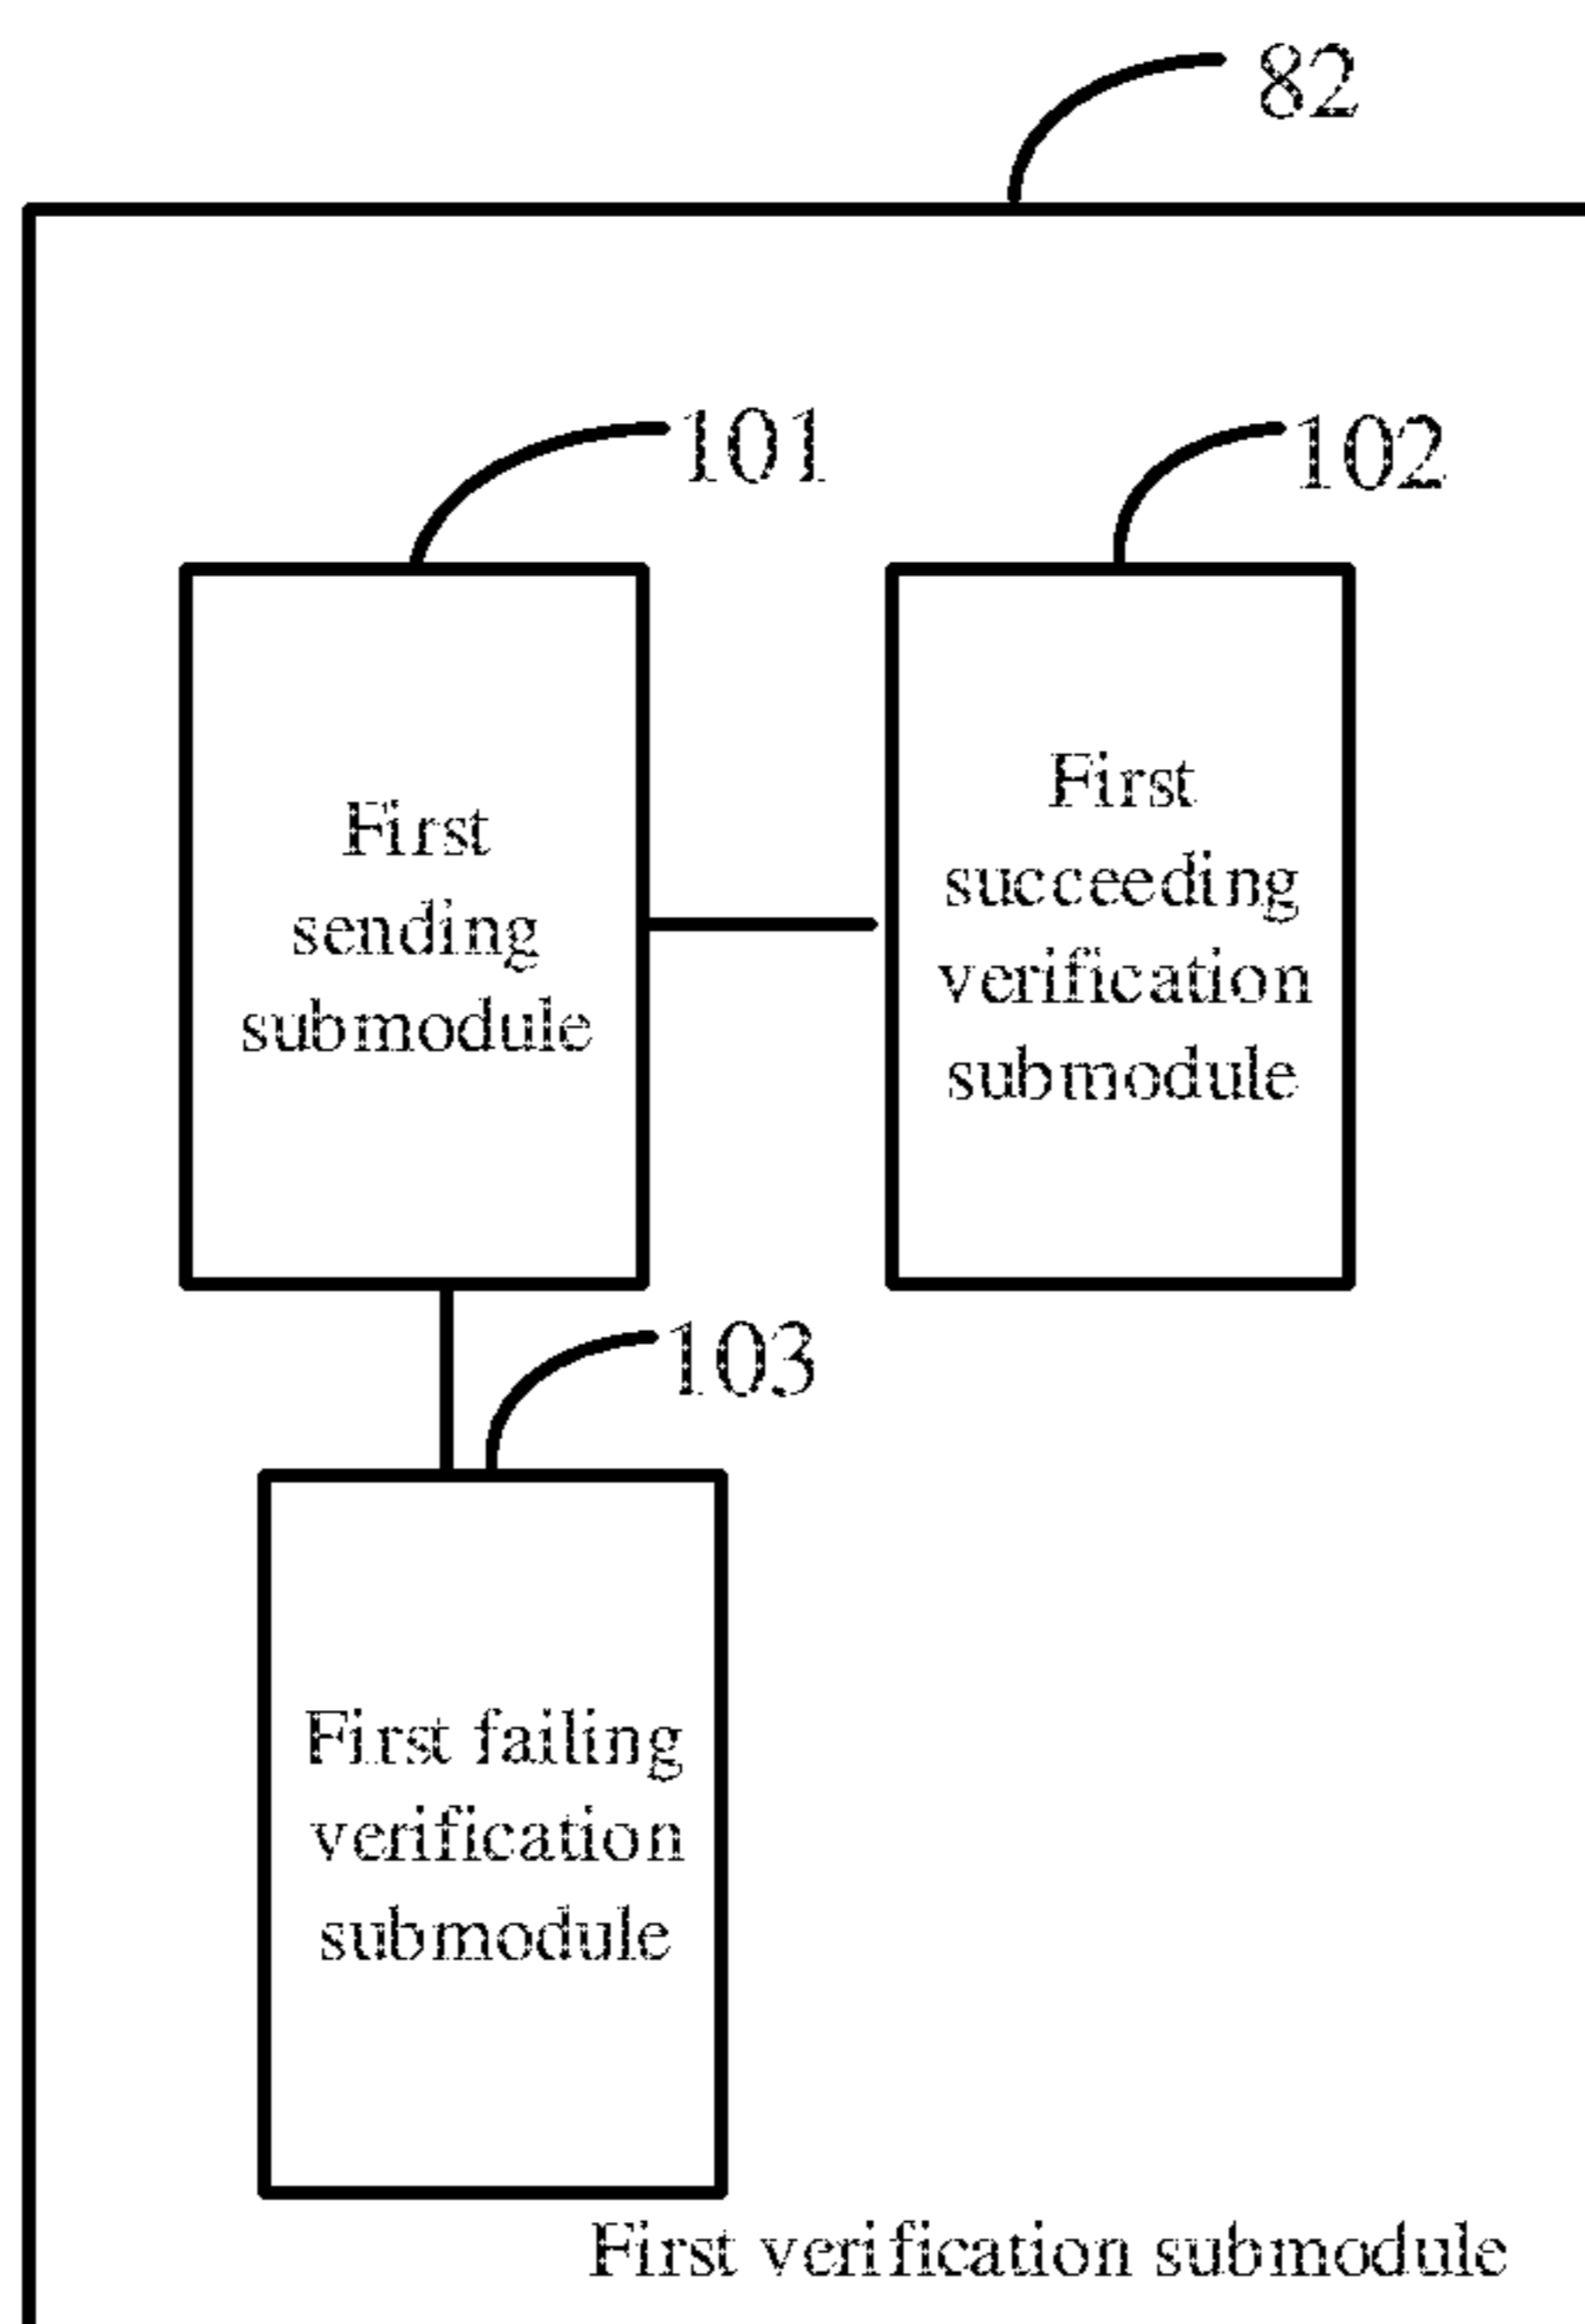 82
101
102
First
sending
submodule
First
succeeding
verification
submodule
103
First failing
verification
submodule
First verification submodule